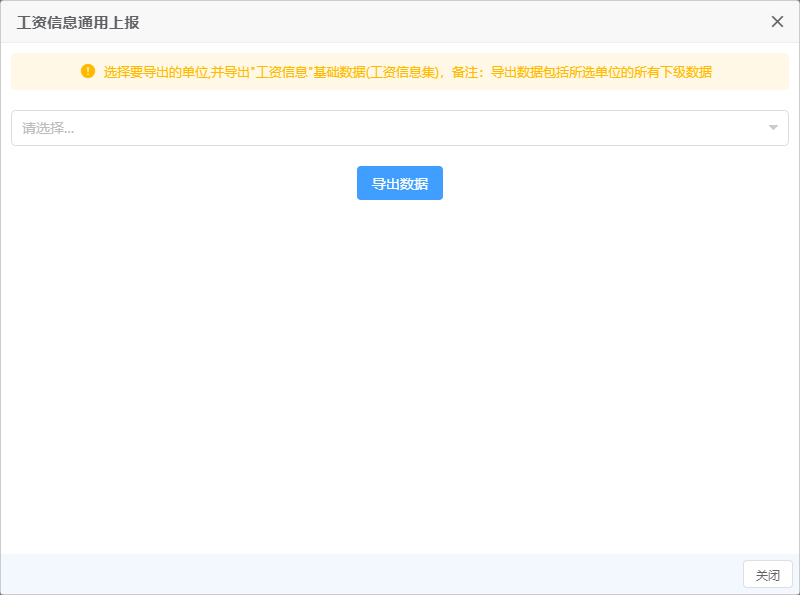 工资信息通用上报
选择要导出的单位,并导出"工资信息"基础数据(工资信息集)，备注：导出数据包括所选单位的所有下级数据
请选择...
导出数据
关闭